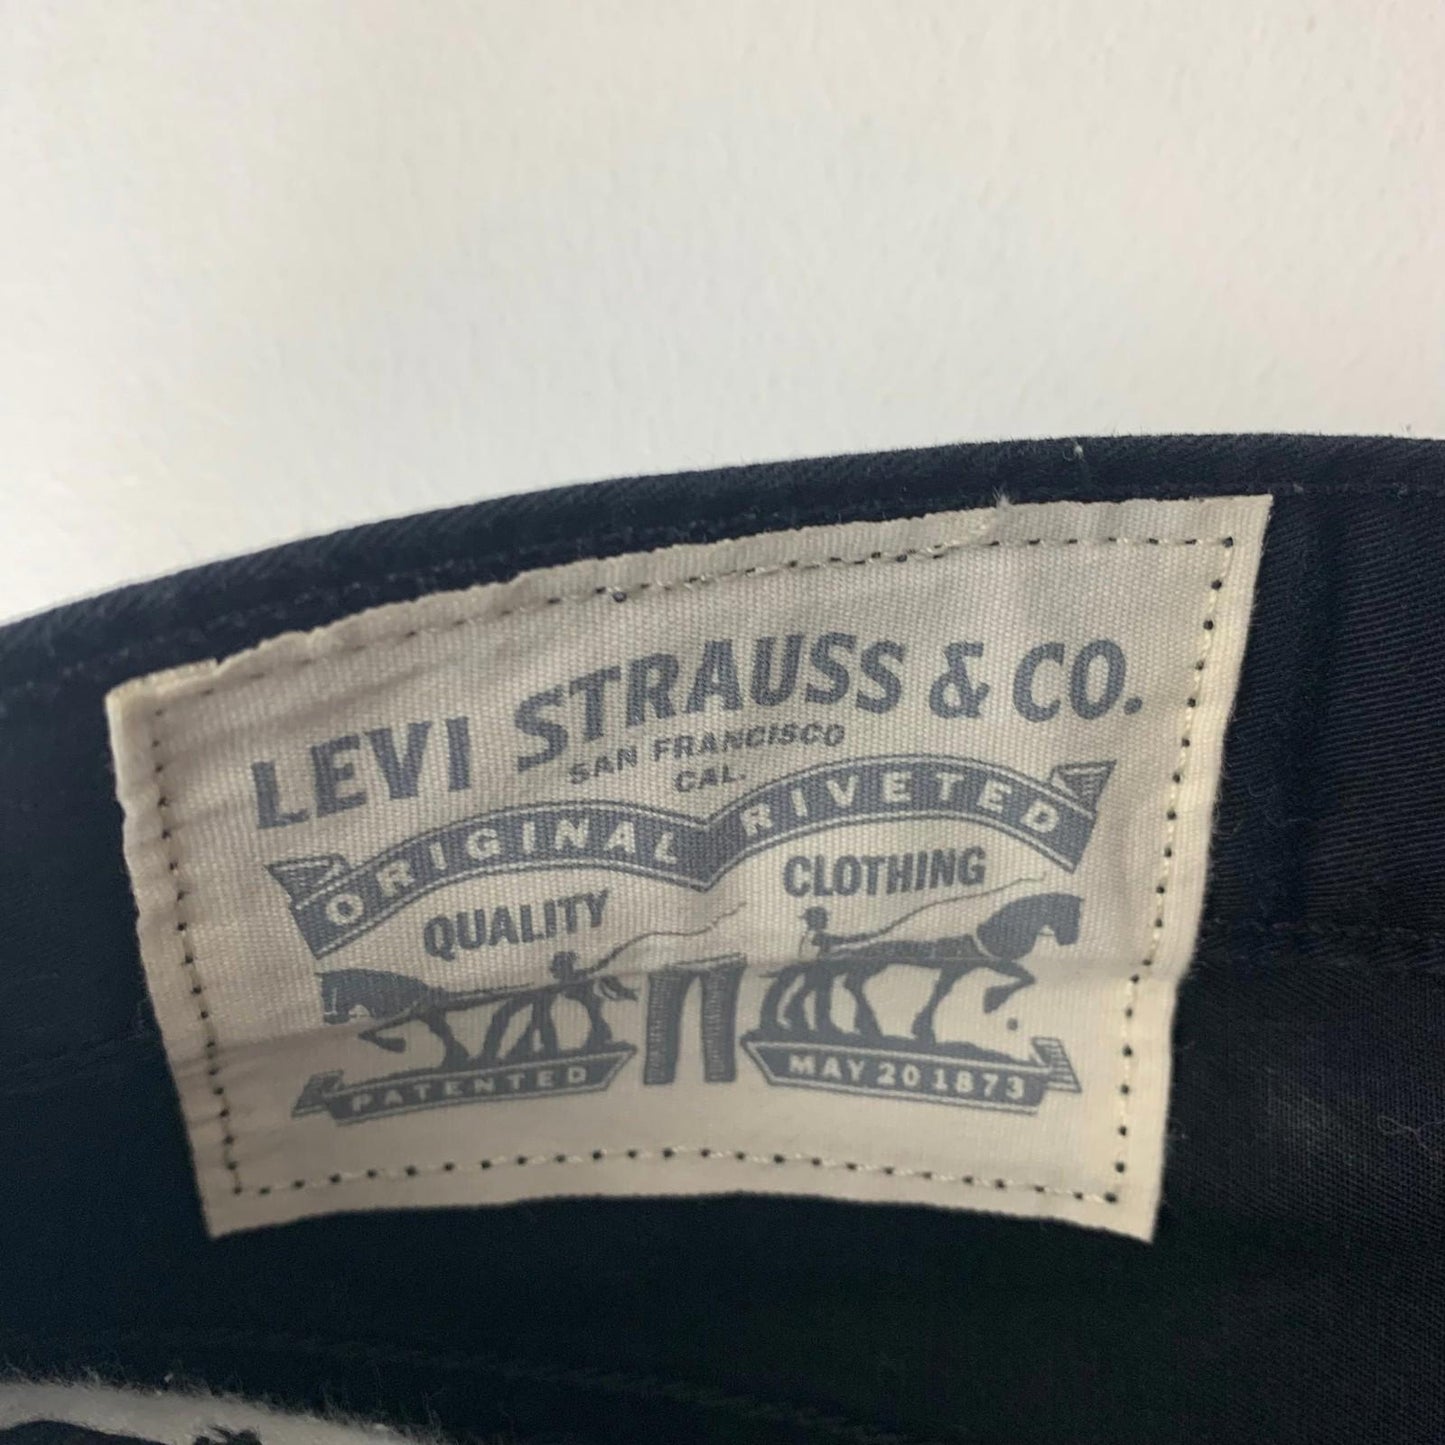 LEVI STRAUSS & CO.
SAN FRANCISCO
CAL.
ORIGINAL RIVETED
QUALITY CLOTHING
PATENTED MAY 20 1873